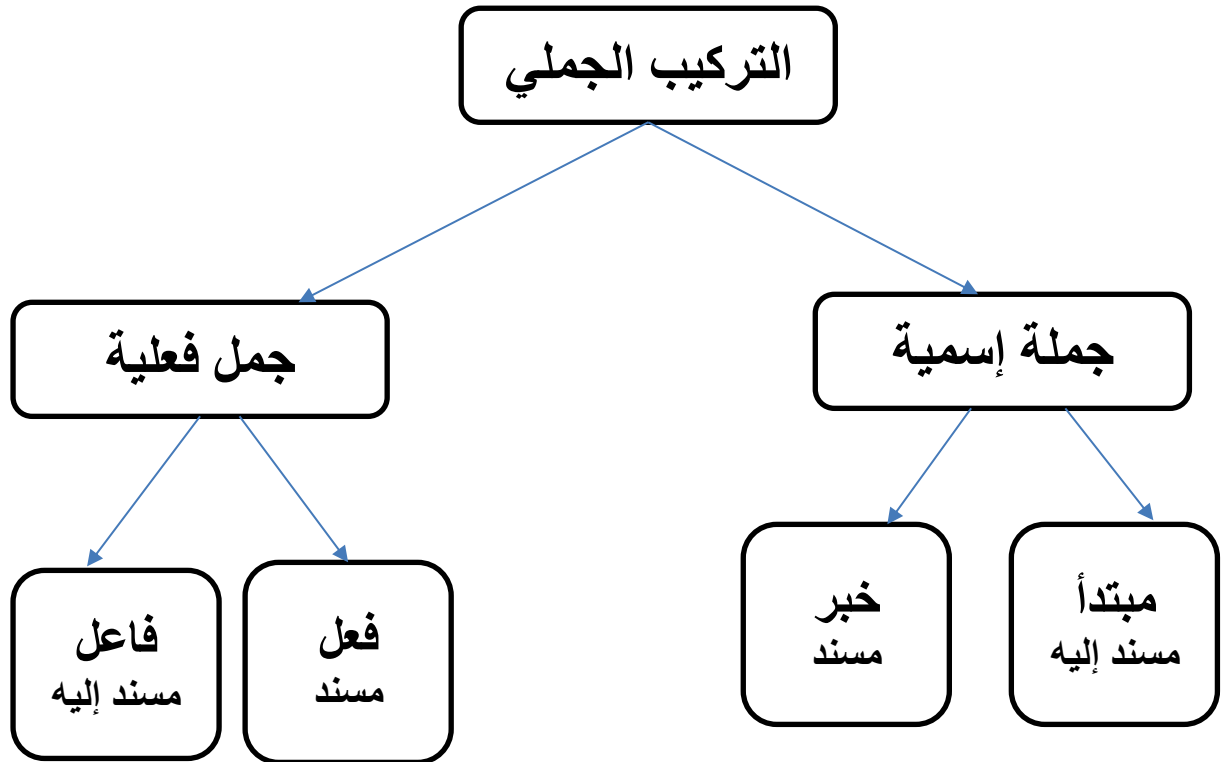 التركيب الجملي
جملة إسمية
جمل فعلية
مبتدأ
مسند إليه
خبر
مسند
فعل
مسند
فاعل
مسند إليه